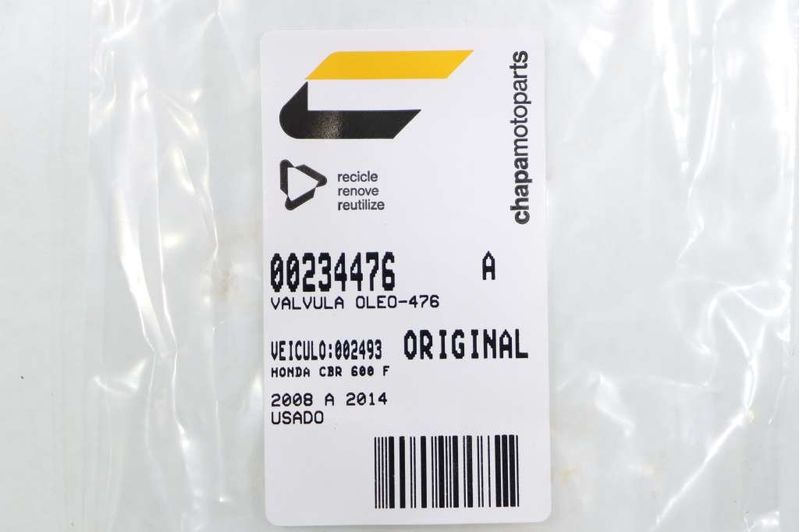 chapamotoparts
recicle
renove
reutilize
00234476 A
VALVULA OLEO-476
VEICULO:002493 ORIGINAL
HONDA CBR 600 F
2008 A 2014
USADO